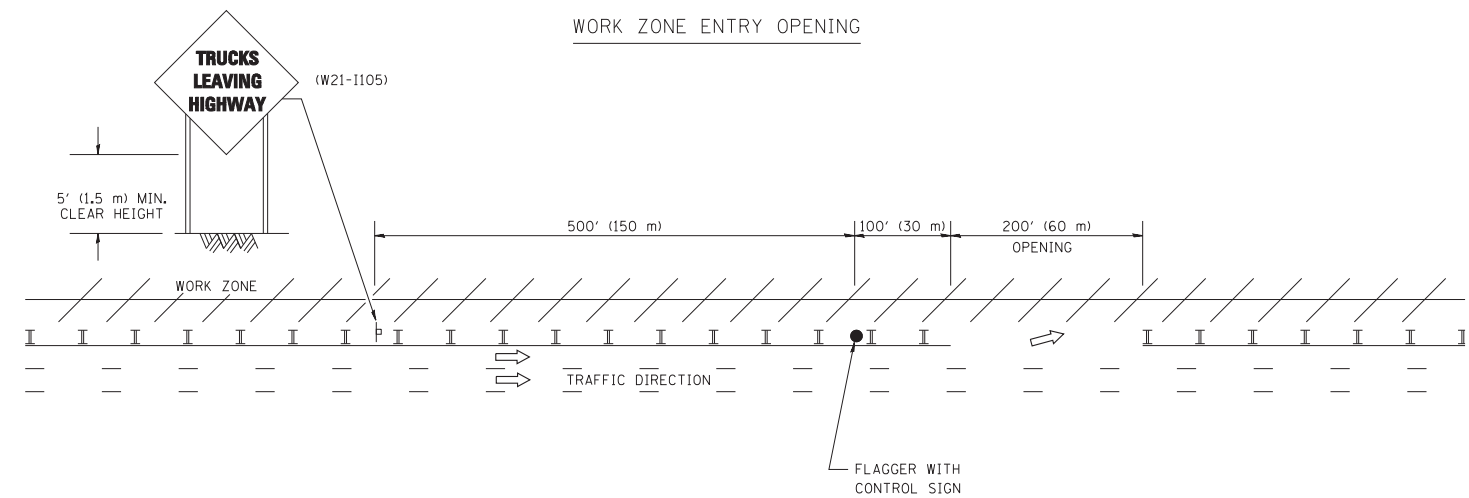 WORK ZONE ENTRY OPENING
TRUCKS
LEAVING
HIGHWAY
(W21-I105)
5' (1.5 m) MIN.
CLEAR HEIGHT
500' (150 m)
100' (30 m)
200' (60 m)
OPENING
WORK ZONE
TRAFFIC DIRECTION
FLAGGER WITH
CONTROL SIGN